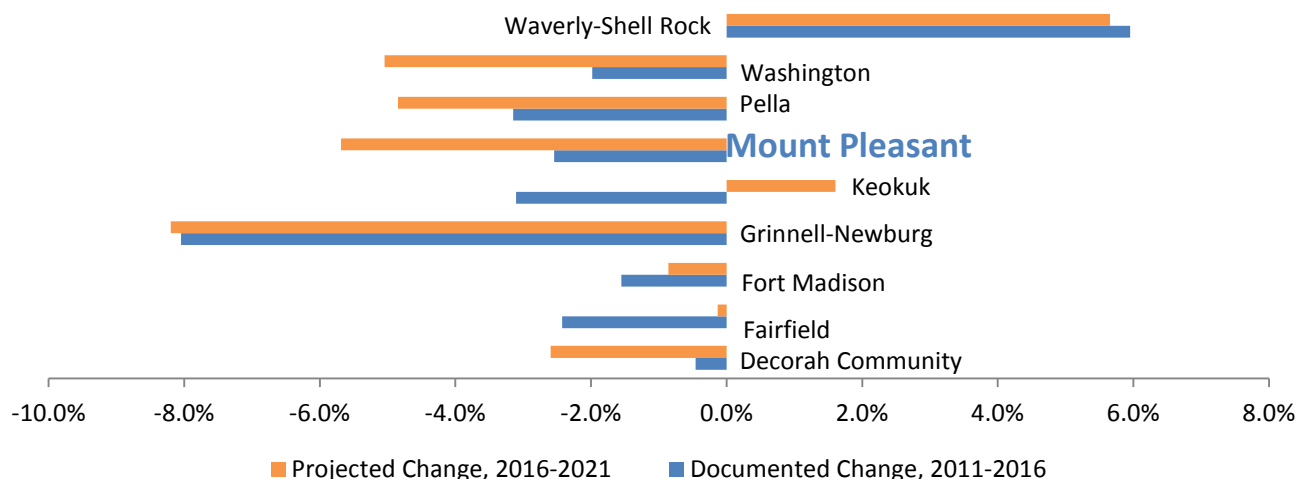 Waverly-Shell Rock
Washington
Pella
Mount Pleasant
Keokuk
Grinnell-Newburg
Fort Madison
Fairfield
Decorah Community
-10.0% -8.0% -6.0% -4.0% -2.0% 0.0% 2.0% 4.0% 6.0% 8.0%
Projected Change, 2016-2021 Documented Change, 2011-2016